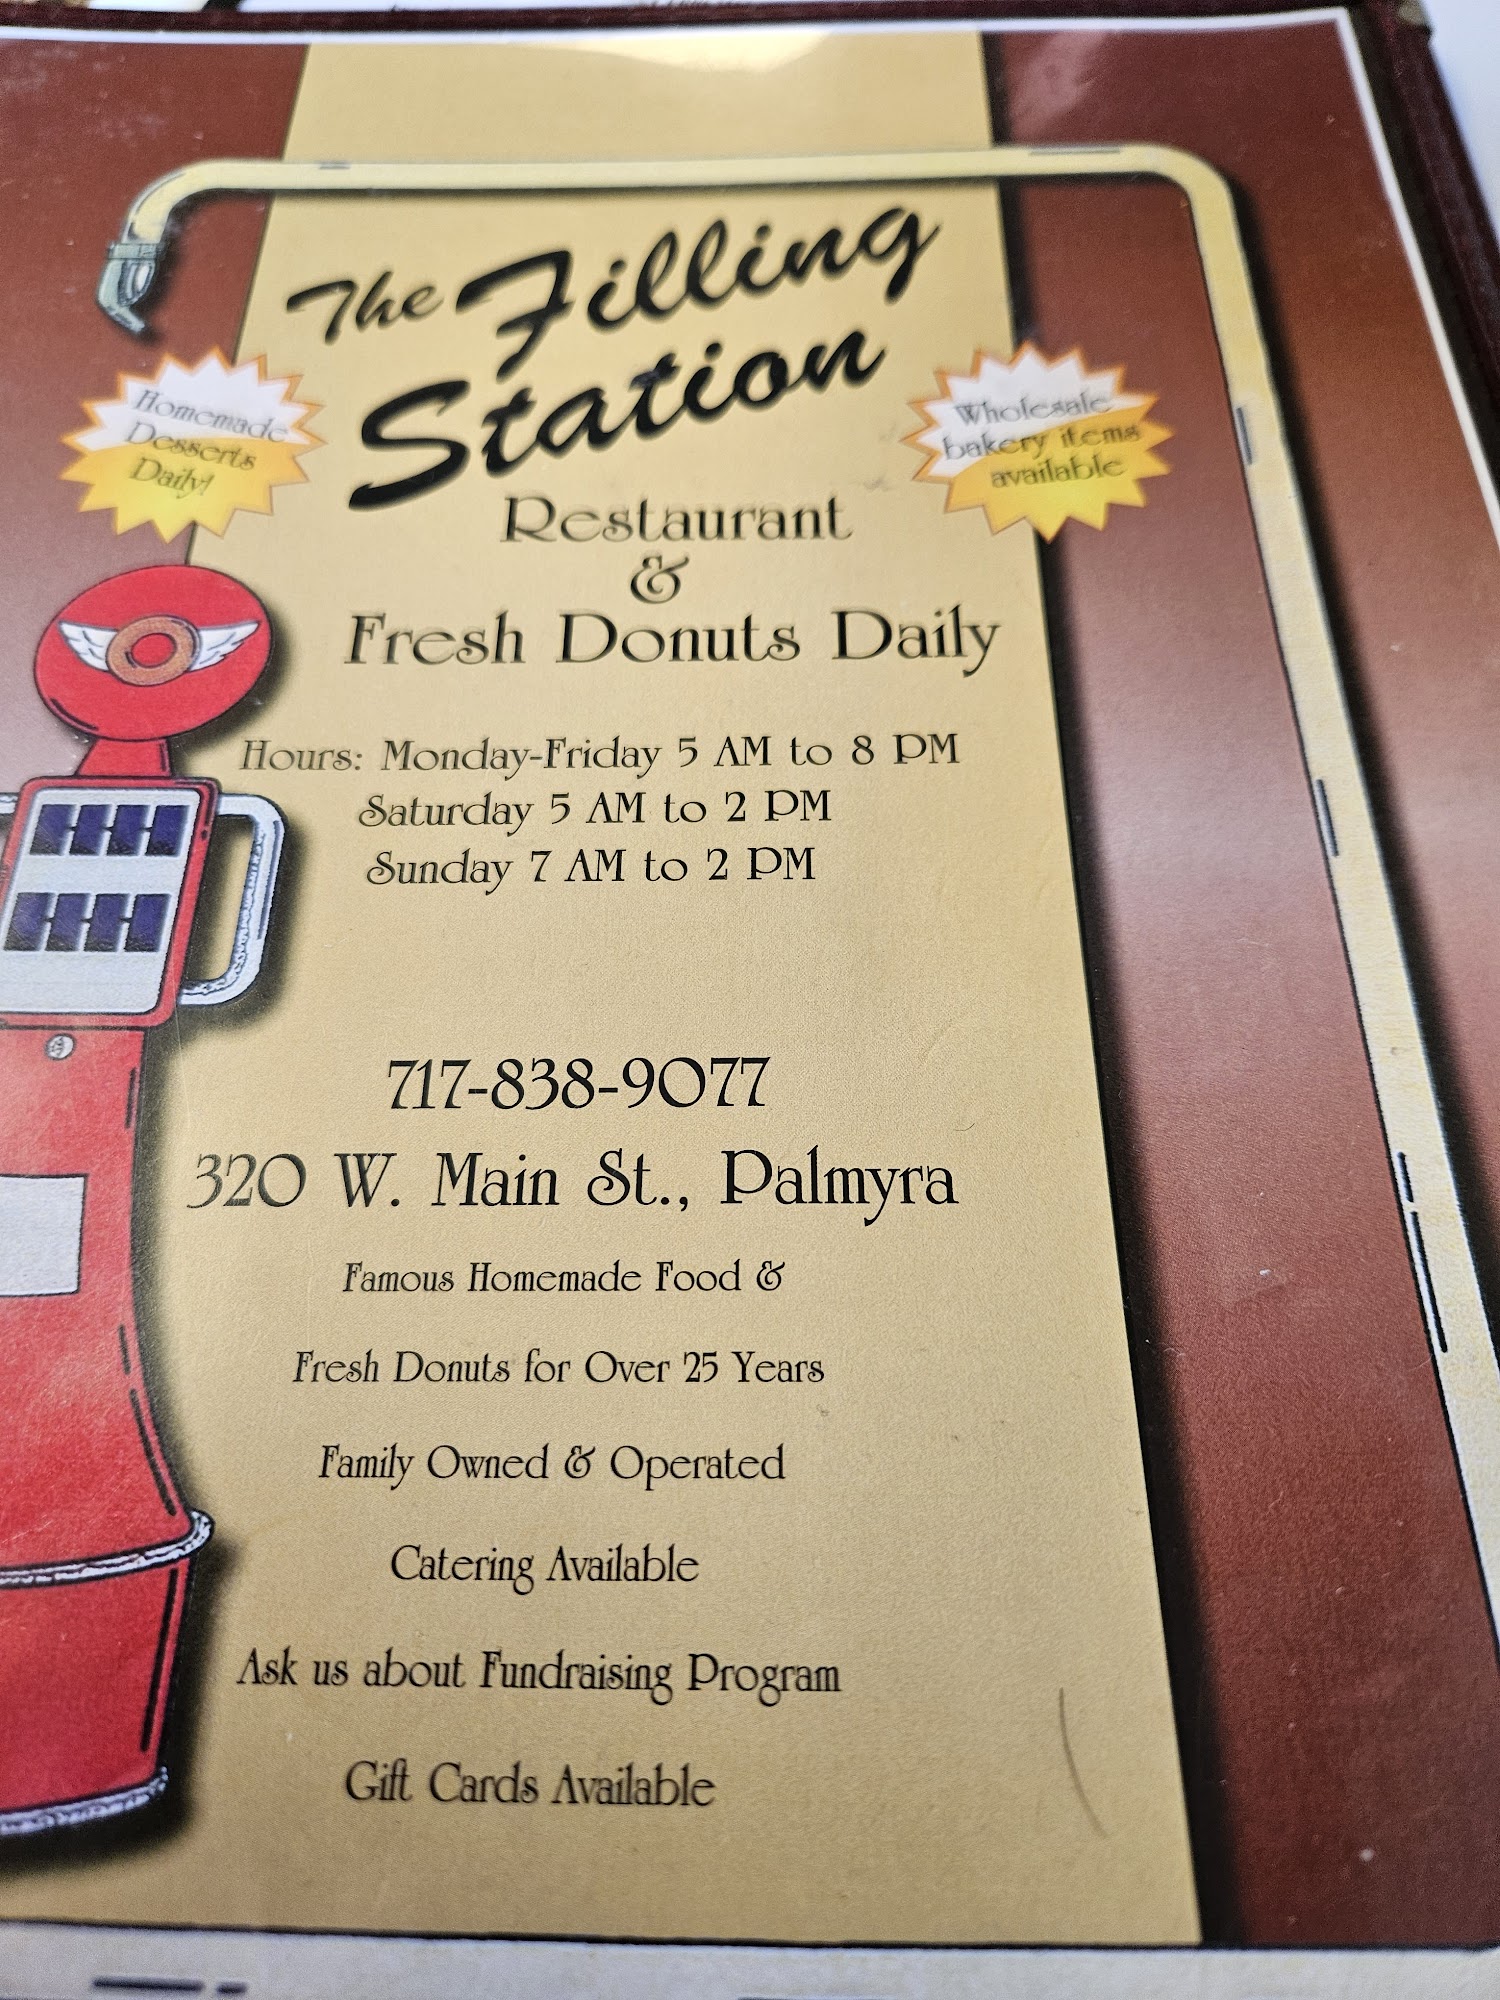 The Filling
Station
Homemade
Desserts
Daily!
Wholesale
bakery items
available
Restaurant
&
Fresh Donuts Daily
Hours: Monday-Friday 5 AM to 8 PM
Saturday 5 AM to 2 PM
Sunday 7 AM to 2 PM
717-838-9077
320 W. Main St., Palmyra
Famous Homemade Food &
Fresh Donuts for Over 25 Years
Family Owned & Operated
Catering Available
Ask us about Fundraising Program
Gift Cards Available